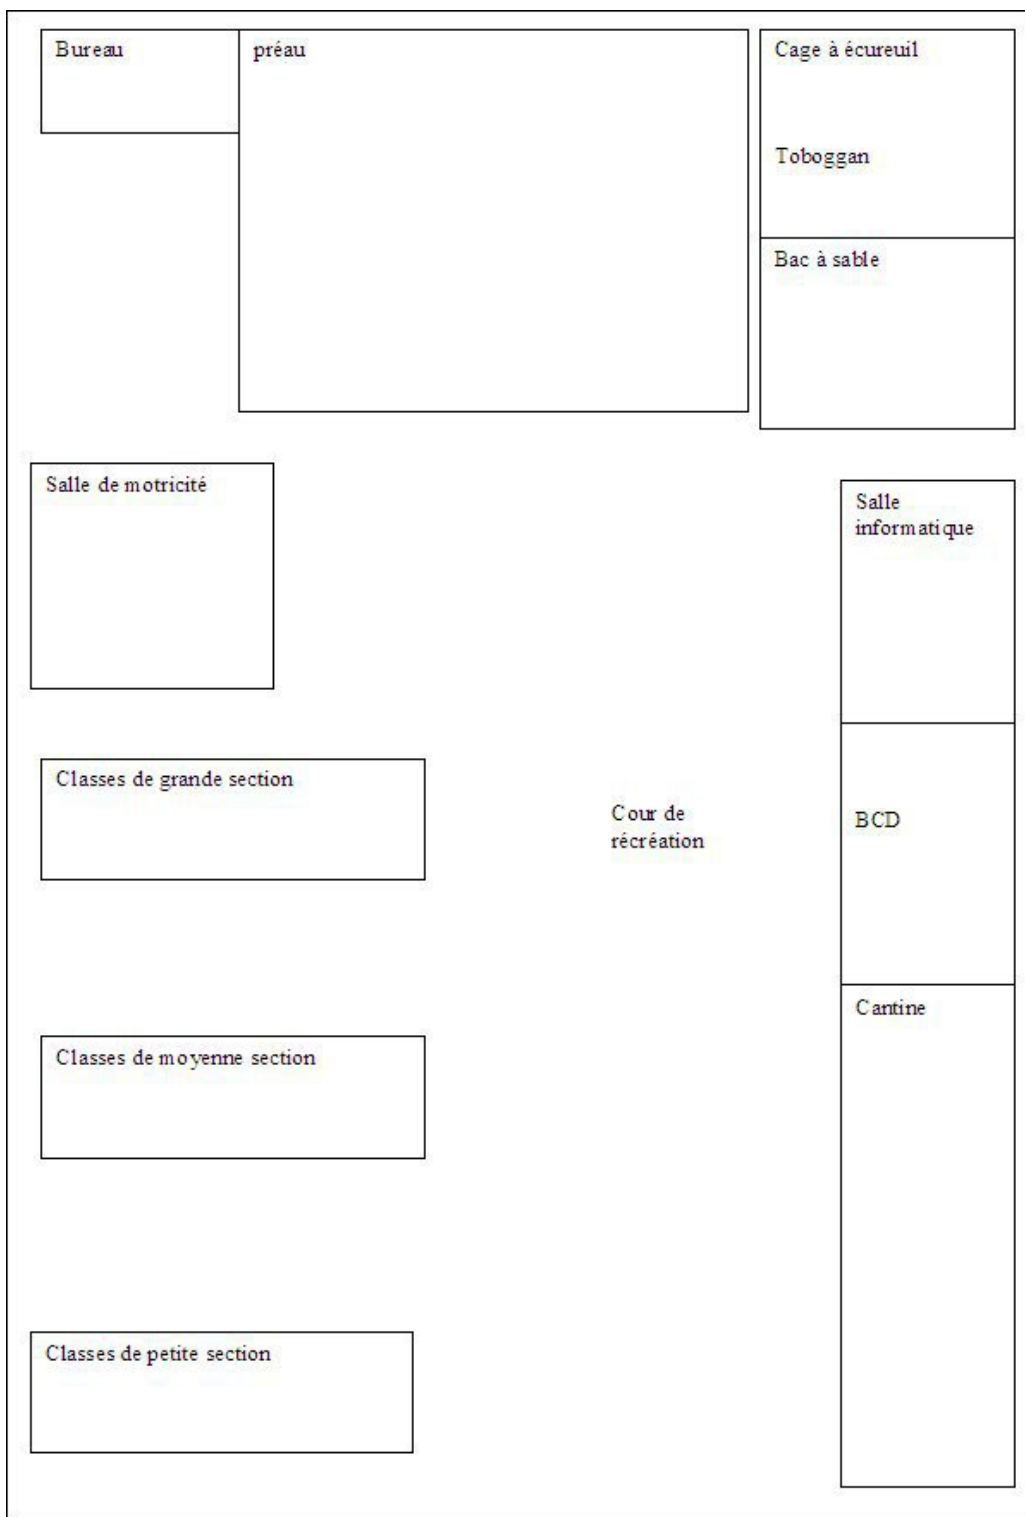 Bureau
préau
Cage à écureuil
Toboggan
Bac à sable
Salle de motricité
Salle
informatique
Classes de grande section
Cour de
récréation
BCD
Cantine
Classes de moyenne section
Classes de petite section